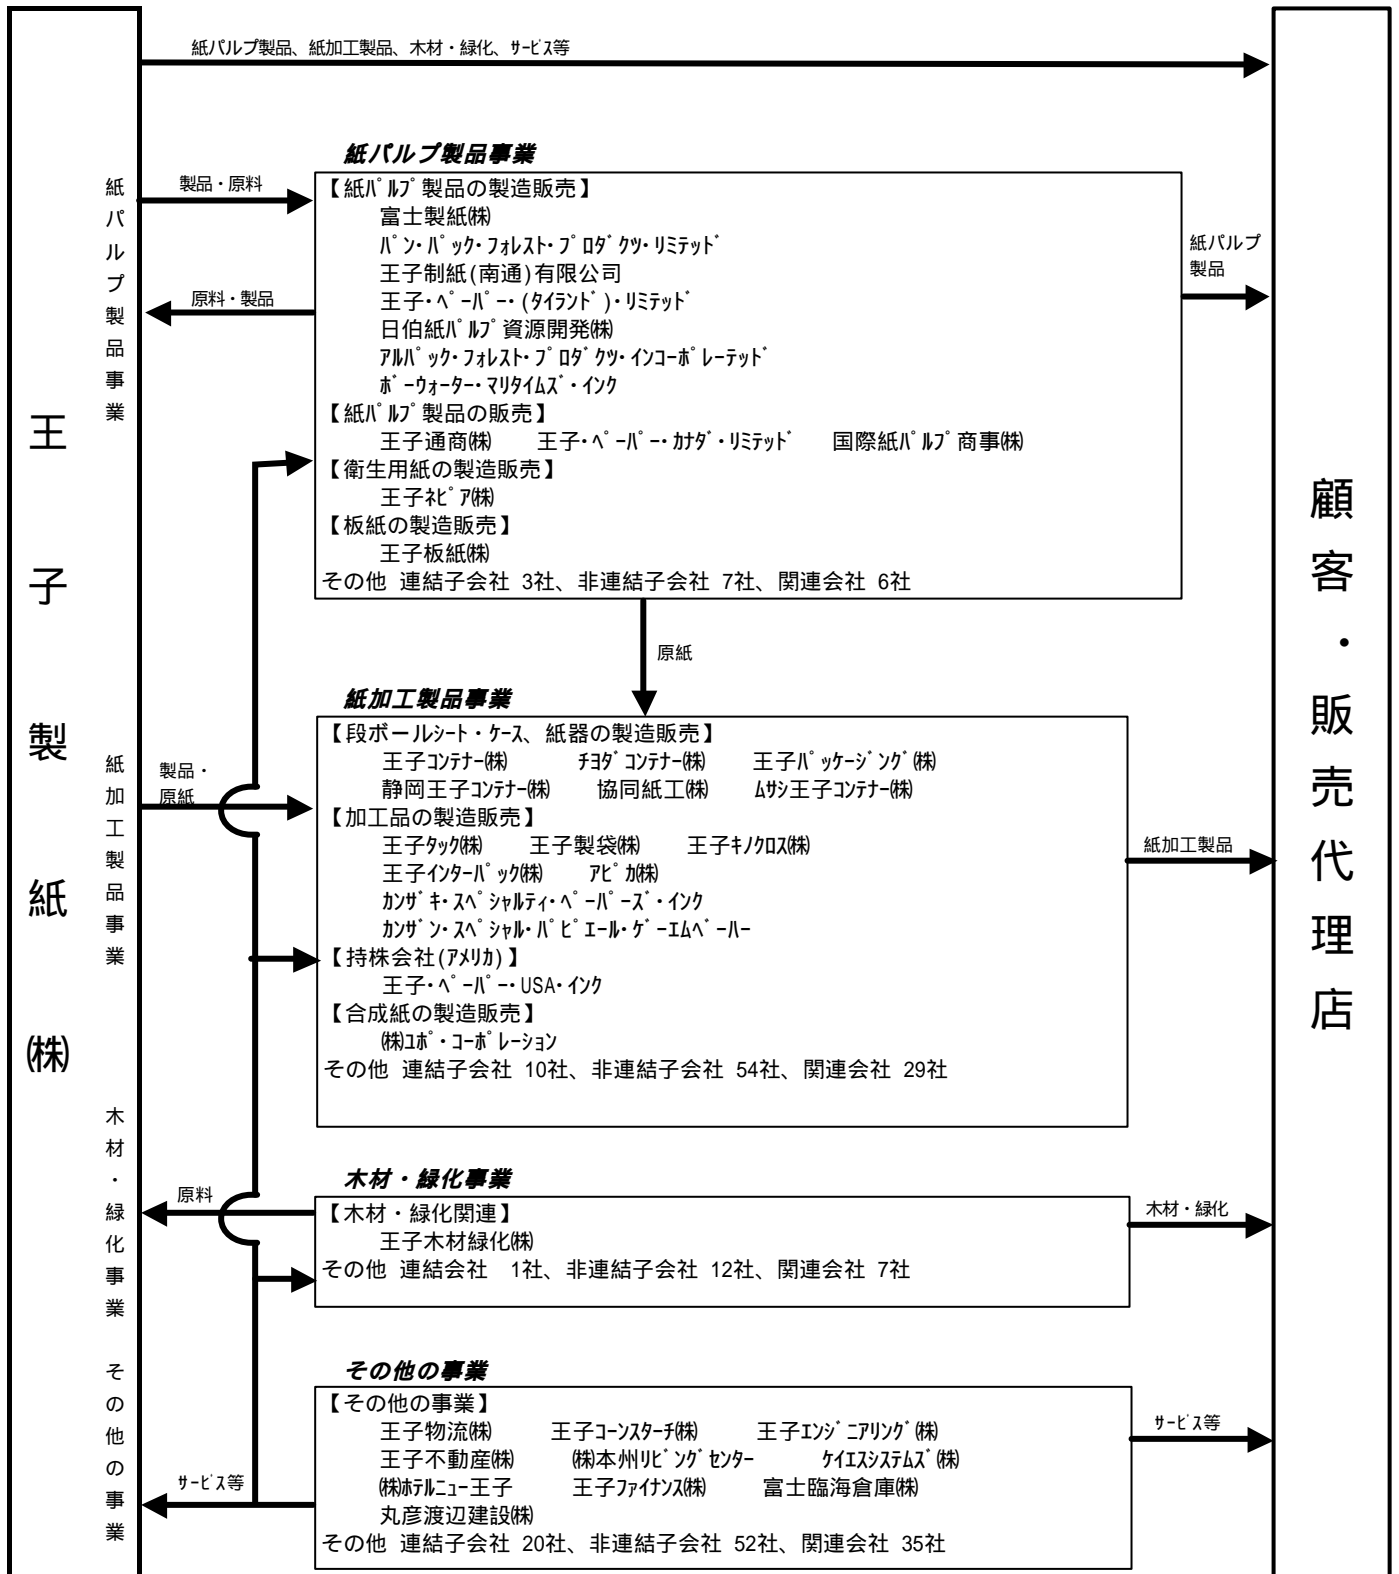 紙パルプ製品、紙加工製品、木材・緑化、ｻｰﾋﾞｽ等
王子製紙㈱
顧客・販売代理店
紙パルプ製品事業
紙パルプ製品事業
製品・原料
原料・製品
【紙ﾊﾟﾙﾌﾟ製品の製造販売】
富士製紙㈱
ﾊﾟﾝ･ﾊﾟｯｸ･ﾌｫﾚｽﾄ･ﾌﾟﾛﾀﾞｸﾂ･ﾘﾐﾃｯﾄﾞ
王子制紙(南通)有限公司
王子･ﾍﾟｰﾊﾟｰ･(ﾀｲﾗﾝﾄﾞ)･ﾘﾐﾃｯﾄﾞ
日伯紙ﾊﾟﾙﾌﾟ資源開発㈱
ｱﾙﾊﾟｯｸ･ﾌｫﾚｽﾄ･ﾌﾟﾛﾀﾞｸﾂ･ｲﾝｺｰﾎﾟﾚｰﾃｯﾄﾞ
ﾎﾞｰｳｫｰﾀｰ･ﾏﾘﾀｲﾑｽﾞ･ｲﾝｸ
【紙ﾊﾟﾙﾌﾟ製品の販売】
王子通商㈱　王子･ﾍﾟｰﾊﾟｰ･ｶﾅﾀﾞ･ﾘﾐﾃｯﾄﾞ　国際紙ﾊﾟﾙﾌﾟ商事㈱
【衛生用紙の製造販売】
王子ﾈﾋﾟｱ㈱
【板紙の製造販売】
王子板紙㈱
その他 連結子会社 3社、非連結子会社 7社、関連会社 6社
紙パルプ
製品
原紙
紙加工製品事業
紙加工製品事業
製品・
原紙
【段ボールｼｰﾄ・ｹｰｽ、紙器の製造販売】
王子ｺﾝﾃﾅｰ㈱　ﾁﾖﾀﾞｺﾝﾃﾅｰ㈱　王子ﾊﾟｯｹｰｼﾞﾝｸﾞ㈱
静岡王子ｺﾝﾃﾅｰ㈱　協同紙工㈱　ﾑｻｼ王子ｺﾝﾃﾅｰ㈱
【加工品の製造販売】
王子ﾀｯｸ㈱　王子製袋㈱　王子ｷﾉｸﾛｽ㈱
王子ｲﾝﾀｰﾊﾟｯｸ㈱　ｱﾋﾟｶ㈱
ｶﾝｻﾞｷ･ｽﾍﾟｼｬﾙﾃｨ･ﾍﾟｰﾊﾟｰｽﾞ･ｲﾝｸ
ｶﾝｻﾞﾝ･ｽﾍﾟｼｬﾙ･ﾊﾟﾋﾟｴｰﾙ･ｹﾞｰｴﾑﾍﾞｰﾊｰ
【持株会社(ｱﾒﾘｶ)】
王子･ﾍﾟｰﾊﾟｰ･USA･ｲﾝｸ
【合成紙の製造販売】
㈱ﾕﾎﾟ･ｺｰﾎﾟﾚｰｼｮﾝ
その他 連結子会社 10社、非連結子会社 54社、関連会社 29社
紙加工製品
木材・緑化事業
木材・緑化事業
原料
【木材・緑化関連】
王子木材緑化㈱
その他 連結会社　1社、非連結子会社 12社、関連会社 7社
木材・緑化
その他の事業
その他の事業
ｻｰﾋﾞｽ等
【その他の事業】
王子物流㈱　王子ｺｰﾝｽﾀｰﾁ㈱　王子ｴﾝｼﾞﾆｱﾘﾝｸﾞ㈱
王子不動産㈱　㈱本州ﾘﾋﾞﾝｸﾞｾﾝﾀｰ　ｹｲｴｽｼｽﾃﾑｽﾞ㈱
㈱ﾎﾃﾙﾆｭｰ王子　王子ﾌｧｲﾅﾝｽ㈱　富士臨海倉庫㈱
丸彦渡辺建設㈱
その他 連結子会社 20社、非連結子会社 52社、関連会社 35社
ｻｰﾋﾞｽ等